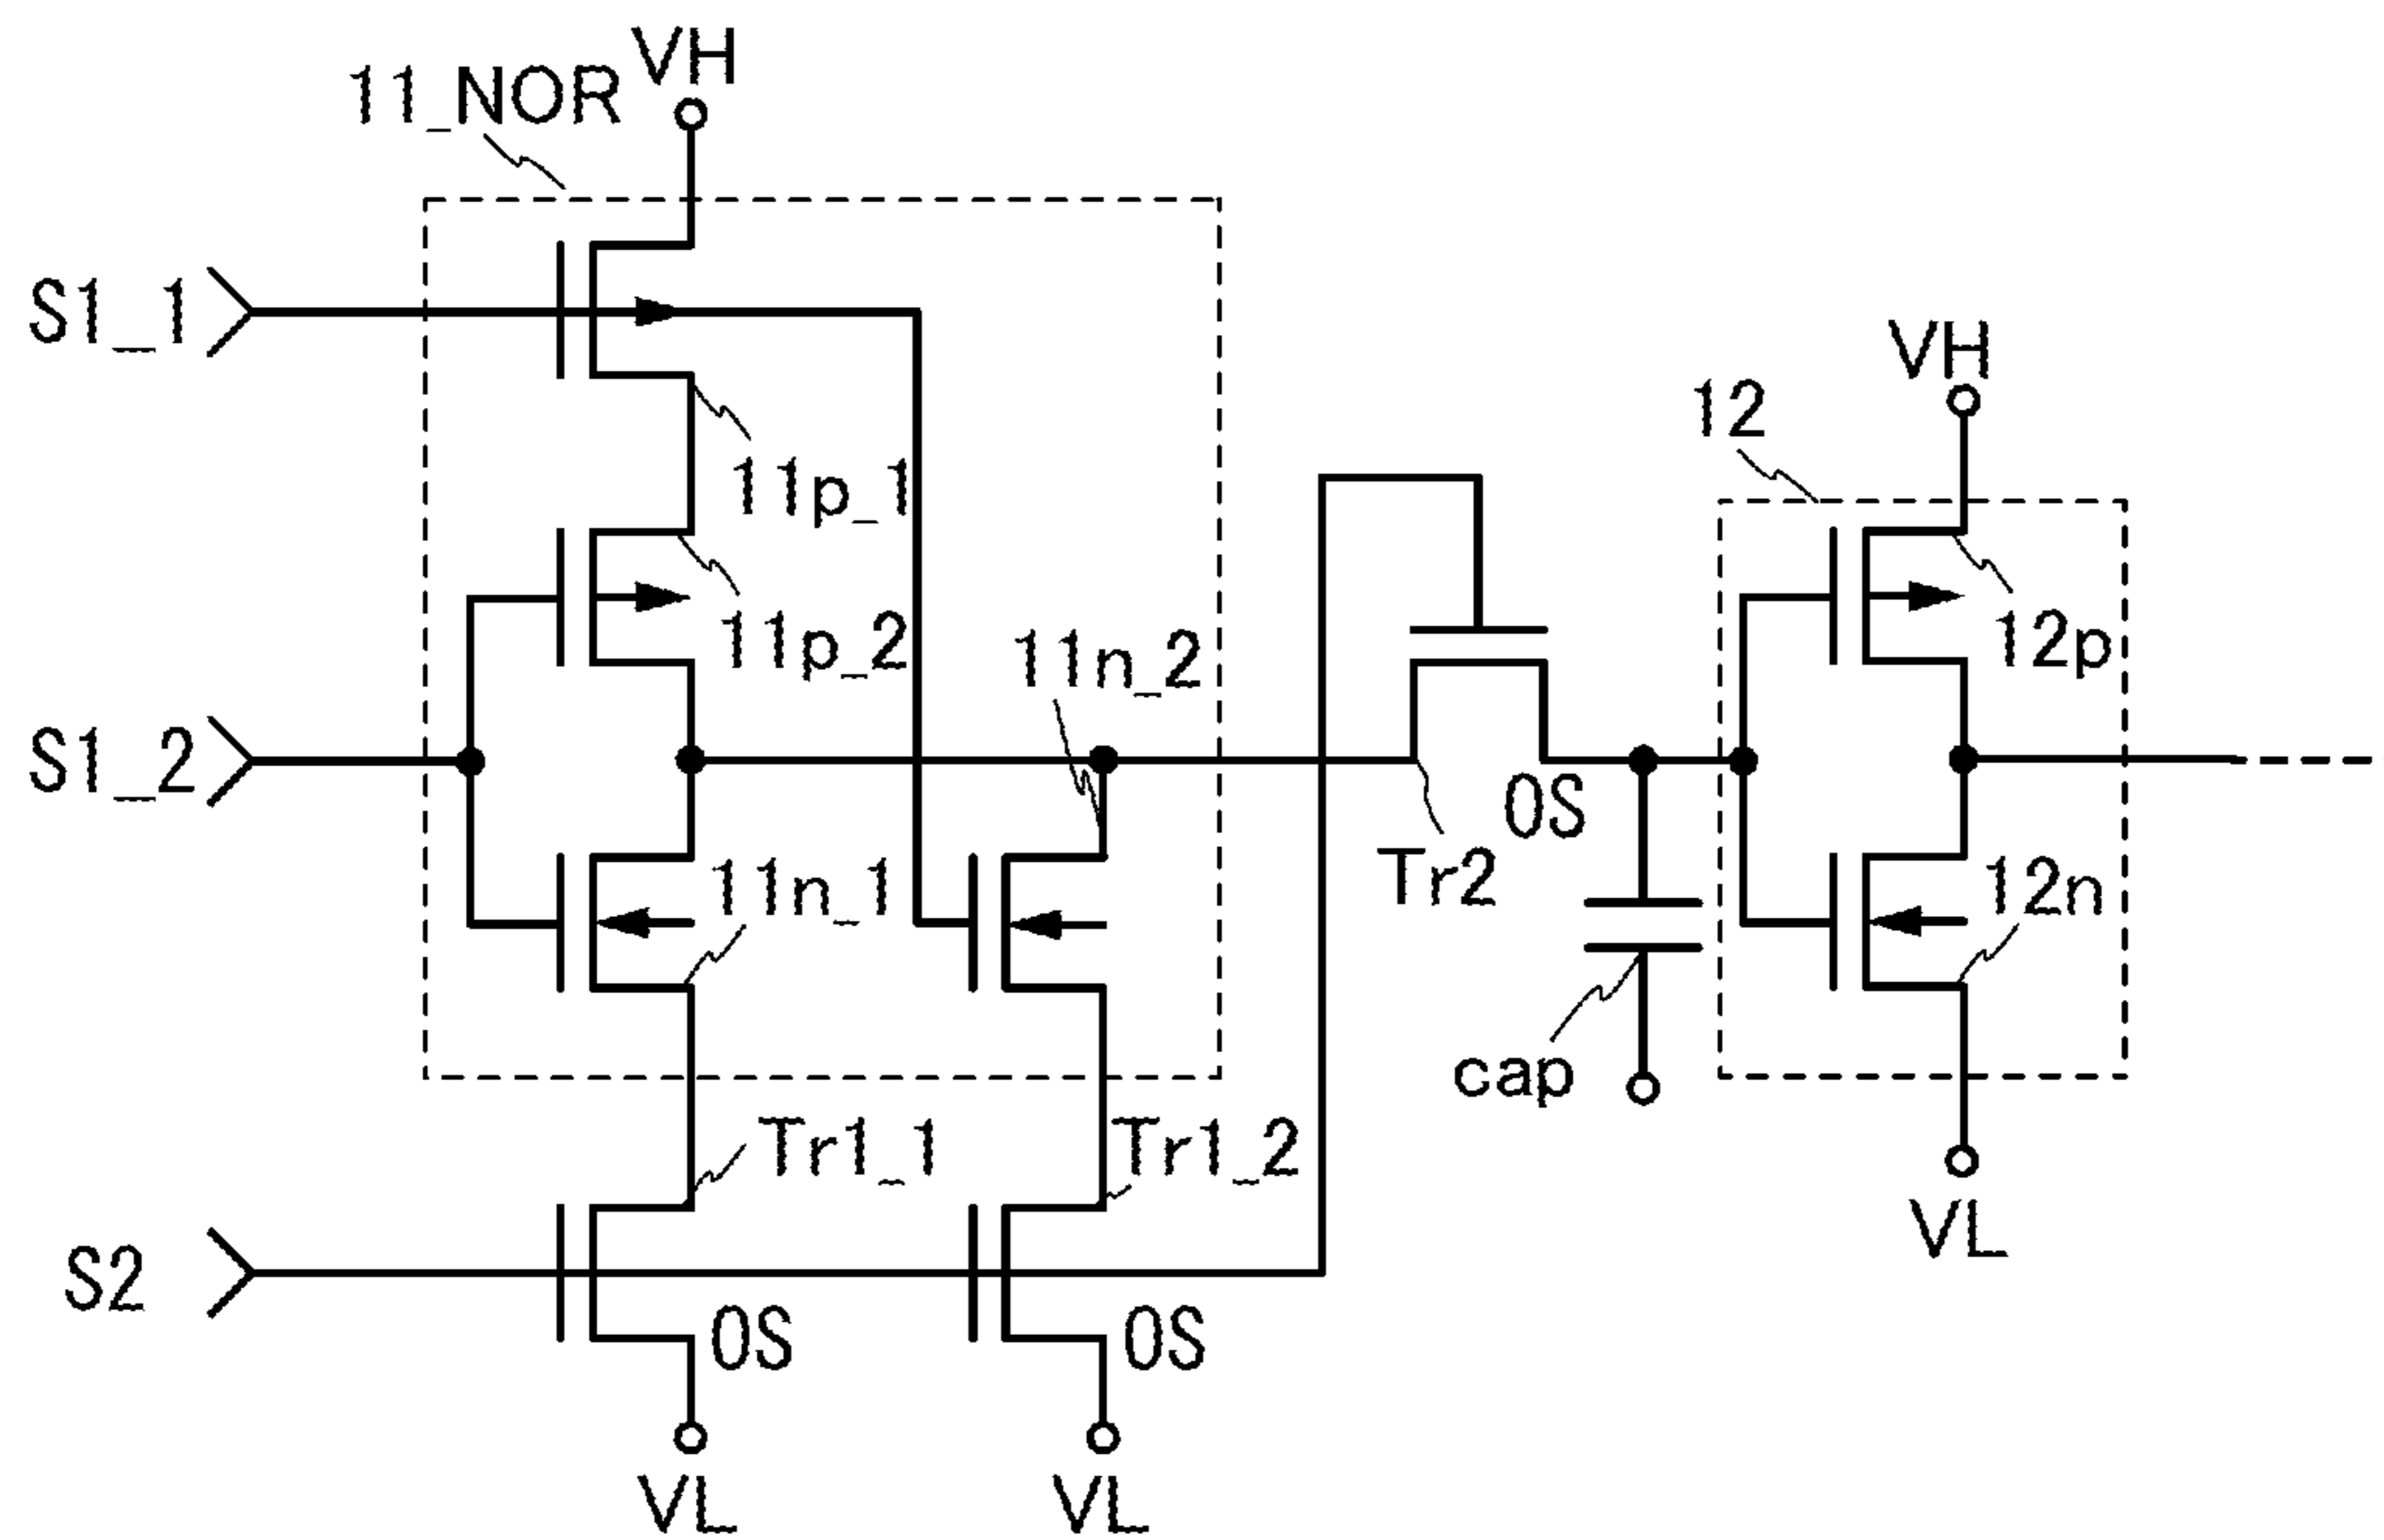 VH
11_NOR
S1_1
VH
12
11p_1
11p_2
11n_2
12p
S1_2
OS
11n_1
Tr2
12n
cap
Tr1_1
Tr1_2
VL
S2
OS
OS
VL
VL